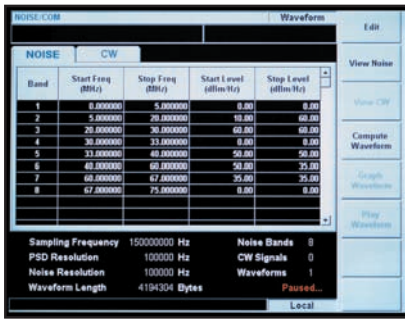 NOISE/COM Waveform
Edit
NOISE CW
View Noise
Band Start Freq (MHz) Stop Freq (MHz) Start Level (dBm/Hz) Stop Level (dBm/Hz)
1 0.000000 5.000000 0.00 0.00
2 5.000000 20.000000 10.00 60.00
3 20.000000 30.000000 60.00 60.00
4 30.000000 33.000000 0.00 0.00
5 33.000000 40.000000 50.00 50.00
6 40.000000 60.000000 50.00 35.00
7 60.000000 67.000000 35.00 35.00
8 67.000000 75.000000 0.00 0.00
View CW
Compute Waveform
Graph Waveform
Play Waveform
Sampling Frequency 150000000 Hz Noise Bands 8
PSD Resolution 100000 Hz CW Signals 0
Noise Resolution 100000 Hz Waveforms 1
Waveform Length 4194304 Bytes Paused...
Local